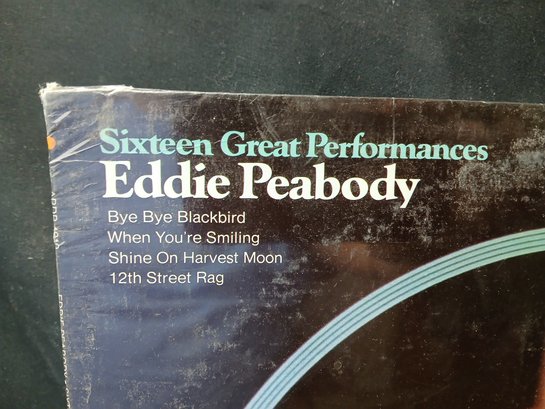 Sixteen Great Performances
Eddie Peabody
Bye Bye Blackbird
When You're Smiling
Shine On Harvest Moon
12th Street Rag